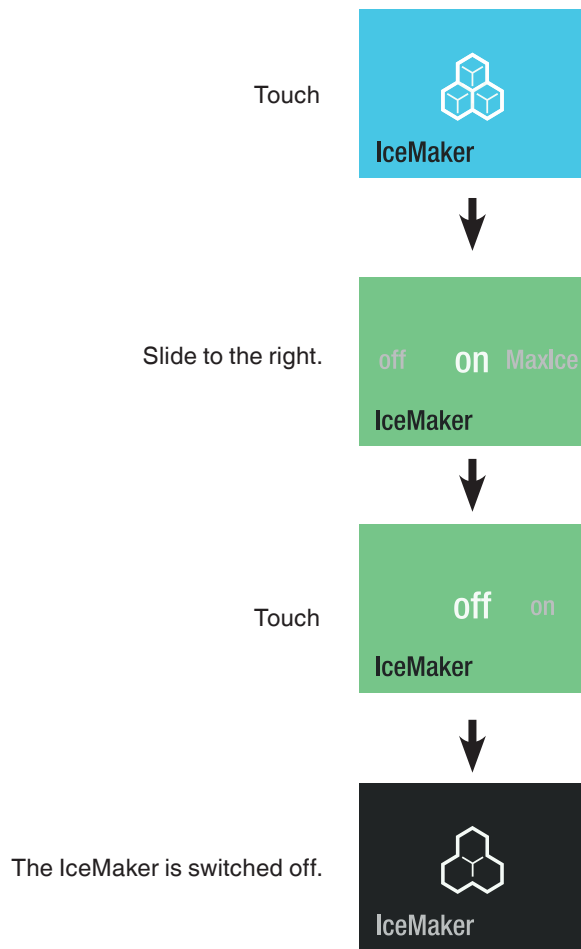 Touch
IceMaker
Slide to the right.
off on MaxIce
IceMaker
Touch
off on
IceMaker
The IceMaker is switched off.
IceMaker